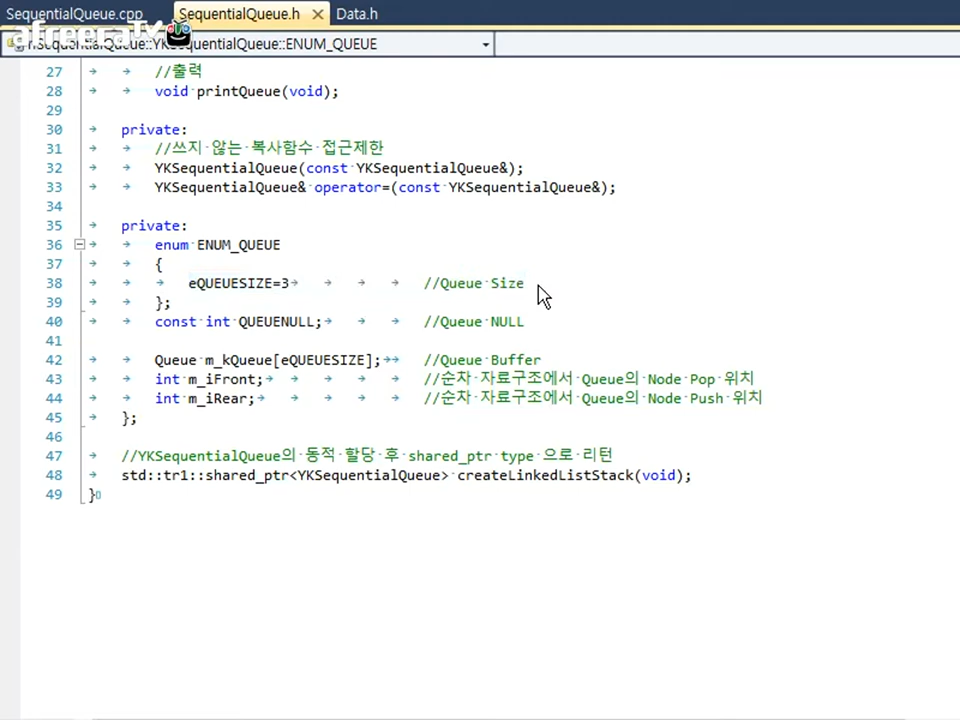 SequentialQueue.cpp SequentialQueue.h Data.h
afreecaTV
SequentialQueue::YKSequentialQueue::ENUM_QUEUE
27 //출력
28 void printQueue(void);
29
30 private:
31 //쓰지 않는 복사함수 접근제한
32 YKSequentialQueue(const YKSequentialQueue&);
33 YKSequentialQueue& operator=(const YKSequentialQueue&);
34
35 private:
36 enum ENUM_QUEUE
37 {
38 eQUEUESIZE=3 //Queue Size
39 };
40 const int QUEUENULL; //Queue NULL
41
42 Queue m_kQueue[eQUEUESIZE]; //Queue Buffer
43 int m_iFront; //순차 자료구조에서 Queue의 Node Pop 위치
44 int m_iRear; //순차 자료구조에서 Queue의 Node Push 위치
45 };
46
47 //YKSequentialQueue의 동적 할당 후 shared_ptr type 으로 리턴
48 std::tr1::shared_ptr<YKSequentialQueue> createLinkedListStack(void);
49 }